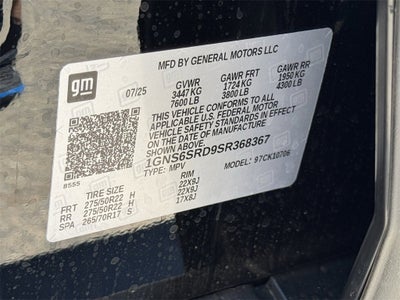 gm
MFD BY GENERAL MOTORS LLC
07/25 GVWR GAWR FRT GAWR RR
3447 KG 1724 KG 1950 KG
7600 LB 3800 LB 4300 LB
THIS VEHICLE CONFORMS TO ALL
APPLICABLE U.S. FEDERAL MOTOR
VEHICLE SAFETY STANDARDS IN EFFECT ON
THE DATE OF MANUFACTURE
SHOWN ABOVE.
1GNS6SRD9SR368367
TYPE: MPV MODEL: 97CK10706
#555
TIRE SIZE RIM
FRT 275/50R22 H 22X9J
RR 275/50R22 H 22X9J
SPA 265/70R17 S 17X8J